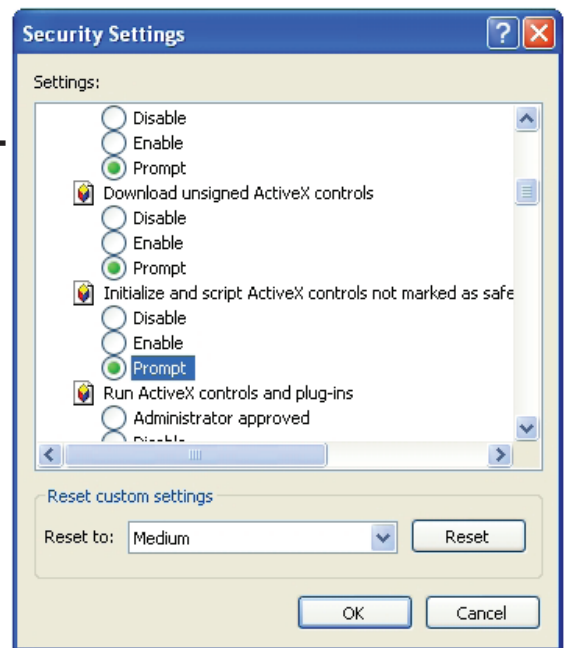 Security Settings
Settings:
Disable
Enable
Prompt
Download unsigned ActiveX controls
Disable
Enable
Prompt
Initialize and script ActiveX controls not marked as safe
Disable
Enable
Prompt
Run ActiveX controls and plug-ins
Administrator approved
Disable
Reset custom settings
Reset to: Medium Reset
OK Cancel